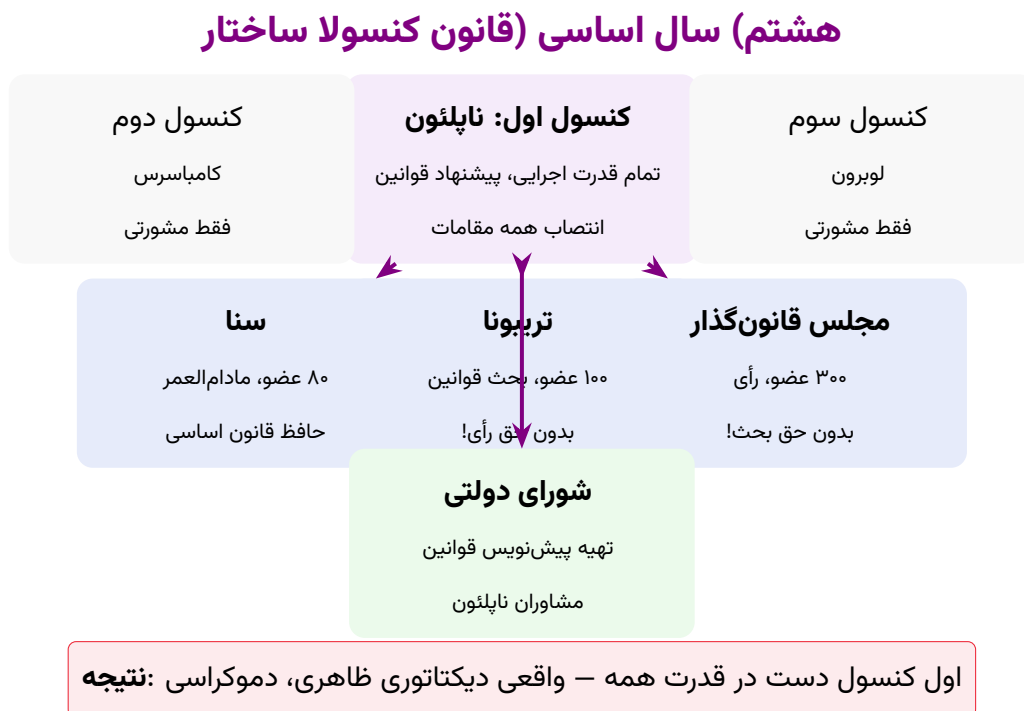 هشتم) سال اساسی (قانون کنسولا ساختار
کنسول سوم
لوبرون
فقط مشورتی
کنسول اول: ناپلئون
تمام قدرت اجرایی، پیشنهاد قوانین
انتصاب همه مقامات
کنسول دوم
کامباسرس
فقط مشورتی
مجلس قانون‌گذار
۳۰۰ عضو، رأی
بدون حق بحث!
تریبونا
۱۰۰ عضو، بحث قوانین
بدون حق رأی!
سنا
۸۰ عضو، مادام‌العمر
حافظ قانون اساسی
شورای دولتی
تهیه پیش‌نویس قوانین
مشاوران ناپلئون
اول کنسول دست در قدرت همه — واقعی دیکتاتوری ظاهری، دموکراسی :نتیجه